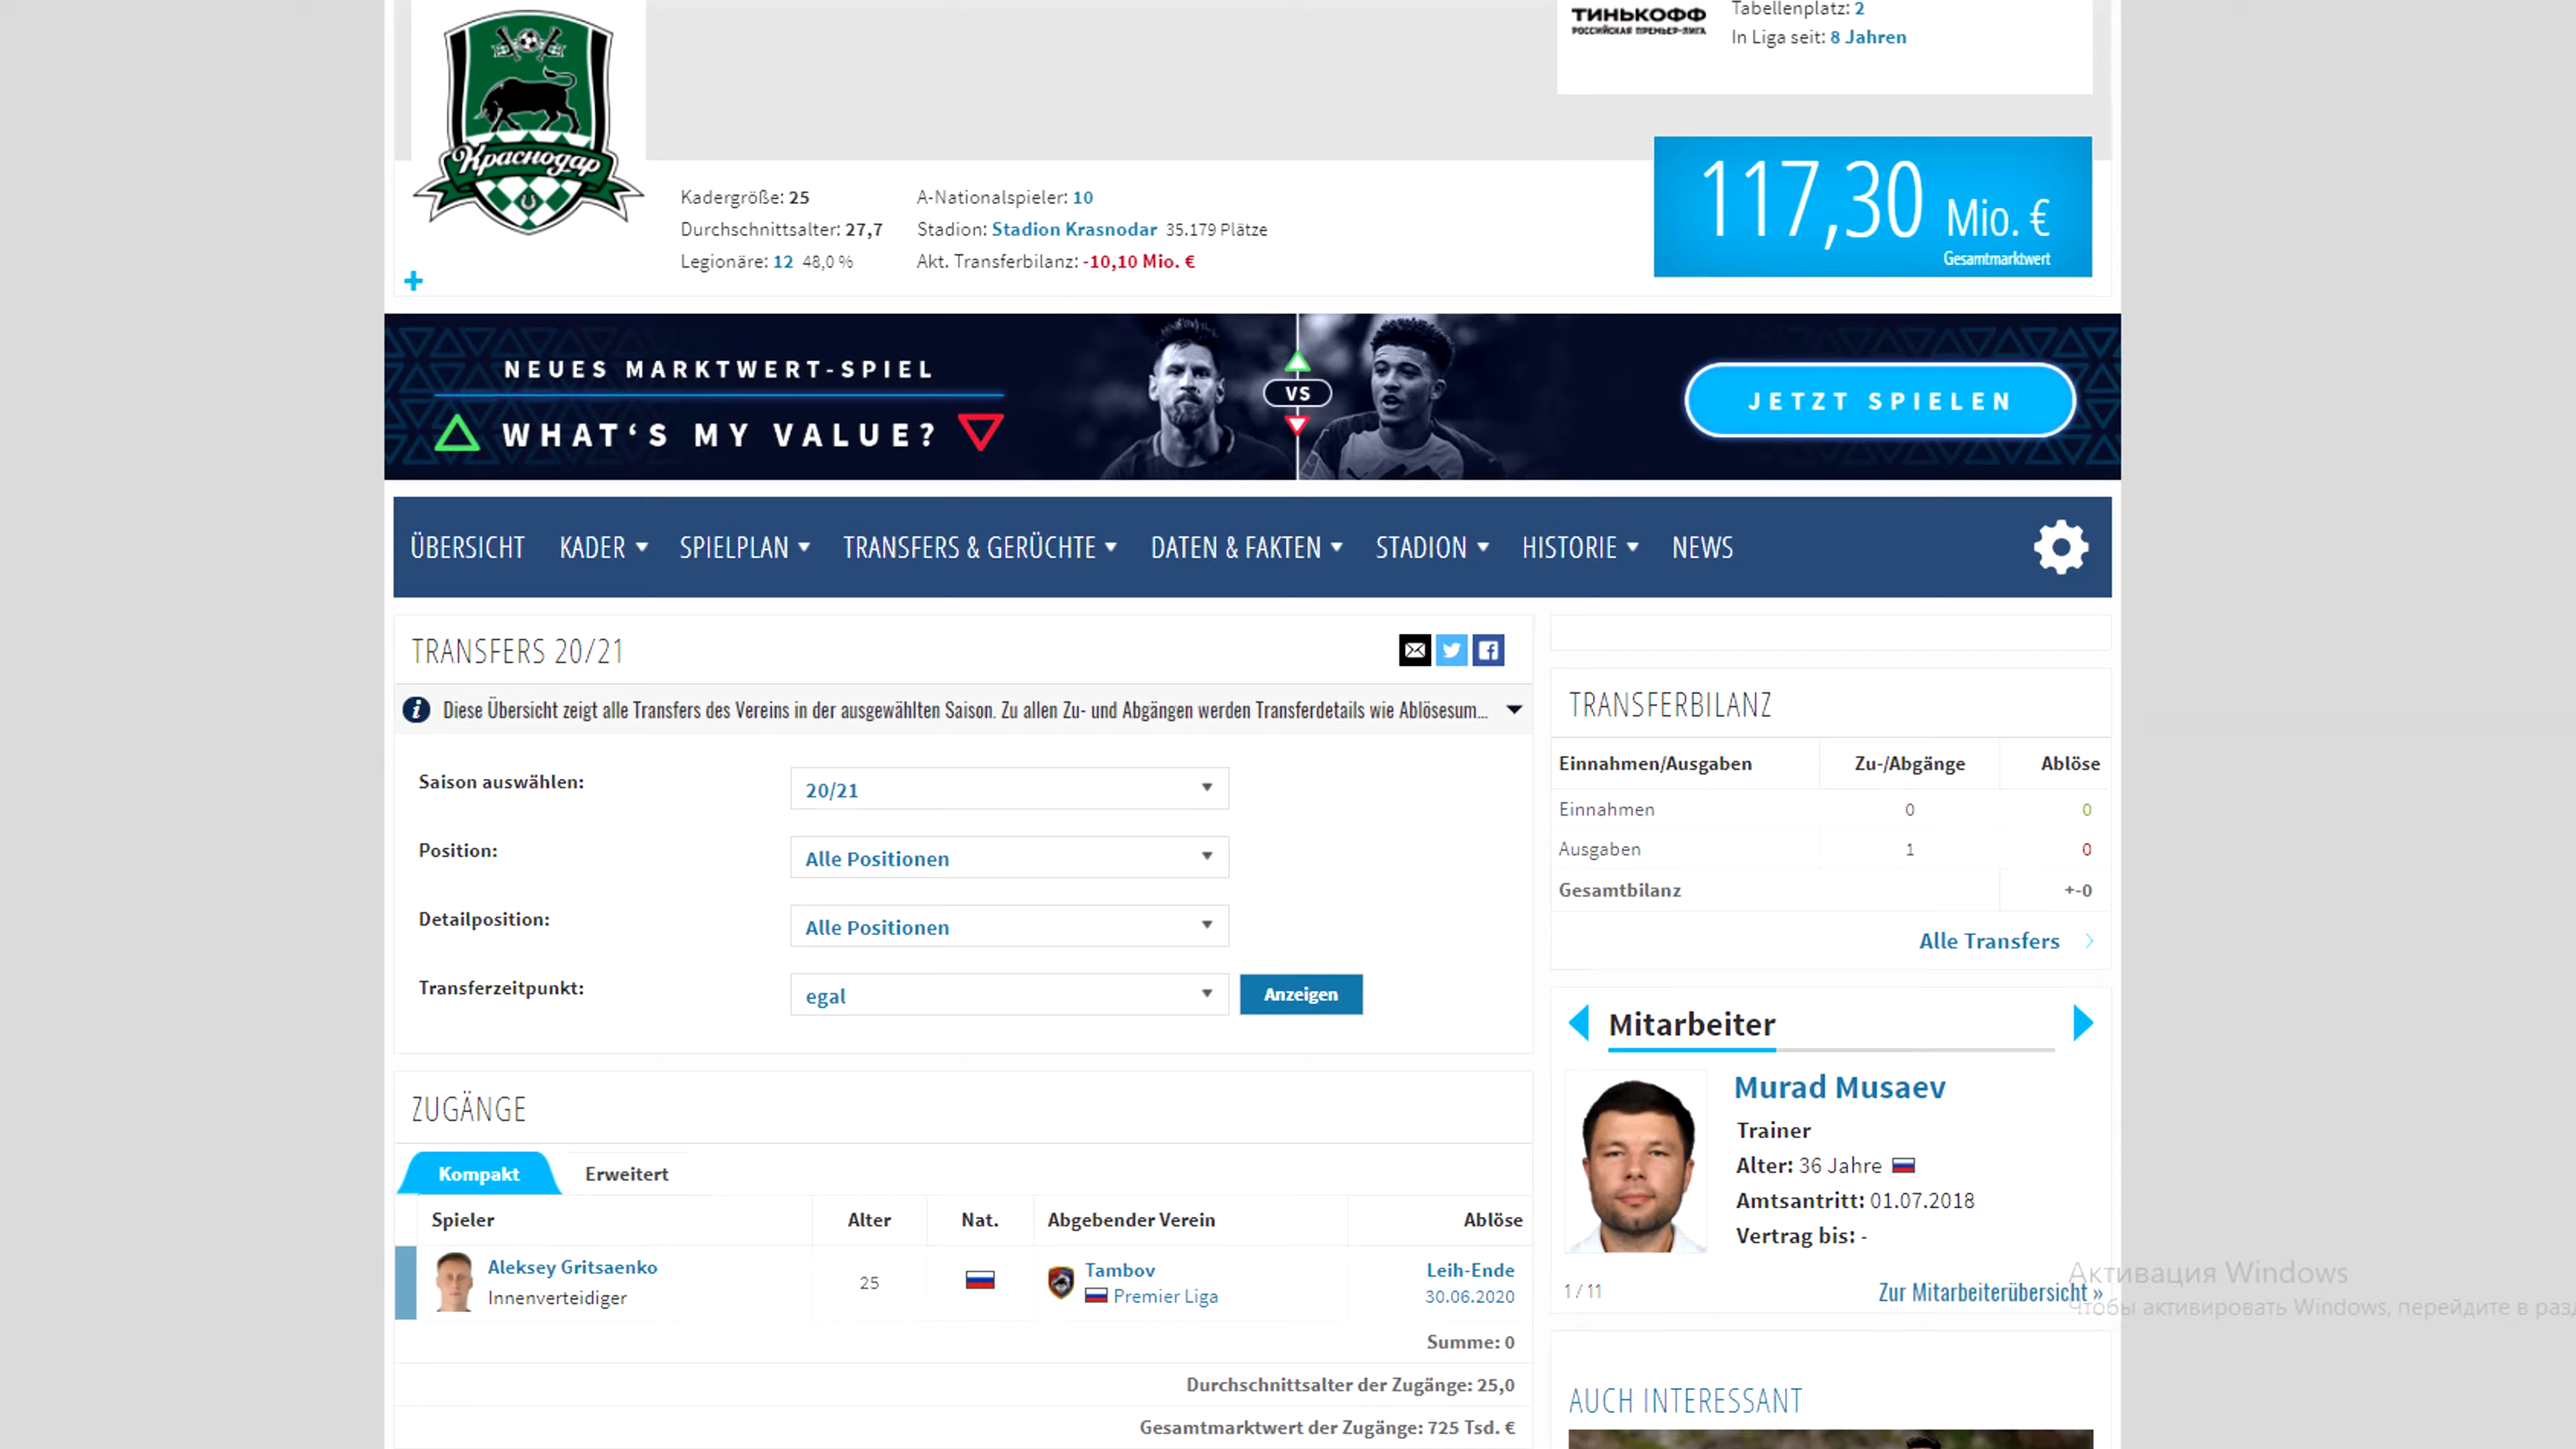 ТИНЬКОФФ
РОССИЙСКАЯ ПРЕМЬЕР-ЛИГА
Tabellenplatz: 2
In Liga seit: 8 Jahren
Краснодар
Kadergröße: 25
Durchschnittsalter: 27,7
Legionäre: 12 48,0 %
A-Nationalspieler: 10
Stadion: Stadion Krasnodar 35.179 Plätze
Akt. Transferbilanz: -10,10 Mio. €
117,30 Mio. €
Gesamtmarktwert
NEUES MARKTWERT-SPIEL
WHAT‘S MY VALUE?
VS
JETZT SPIELEN
ÜBERSICHT KADER SPIELPLAN TRANSFERS & GERÜCHTE DATEN & FAKTEN STADION HISTORIE NEWS
TRANSFERS 20/21
Diese Übersicht zeigt alle Transfers des Vereins in der ausgewählten Saison. Zu allen Zu- und Abgängen werden Transferdetails wie Ablösesum...
Saison auswählen: 20/21
Position: Alle Positionen
Detailposition: Alle Positionen
Transferzeitpunkt: egal Anzeigen
ZUGÄNGE
Kompakt Erweitert
Spieler Alter Nat. Abgebender Verein Ablöse
Aleksey Gritsaenko
Innenverteidiger
25
Tambov
Premier Liga
Leih-Ende
30.06.2020
Summe: 0
Durchschnittsalter der Zugänge: 25,0
Gesamtmarktwert der Zugänge: 725 Tsd. €
TRANSFERBILANZ
Einnahmen/Ausgaben Zu-/Abgänge Ablöse
Einnahmen 0 0
Ausgaben 1 0
Gesamtbilanz +-0
Alle Transfers
Mitarbeiter
Murad Musaev
Trainer
Alter: 36 Jahre
Amtsantritt: 01.07.2018
Vertrag bis: -
1 / 11
Zur Mitarbeiterübersicht »
Активация Windows
Чтобы активировать Windows, перейдите в разд
AUCH INTERESSANT